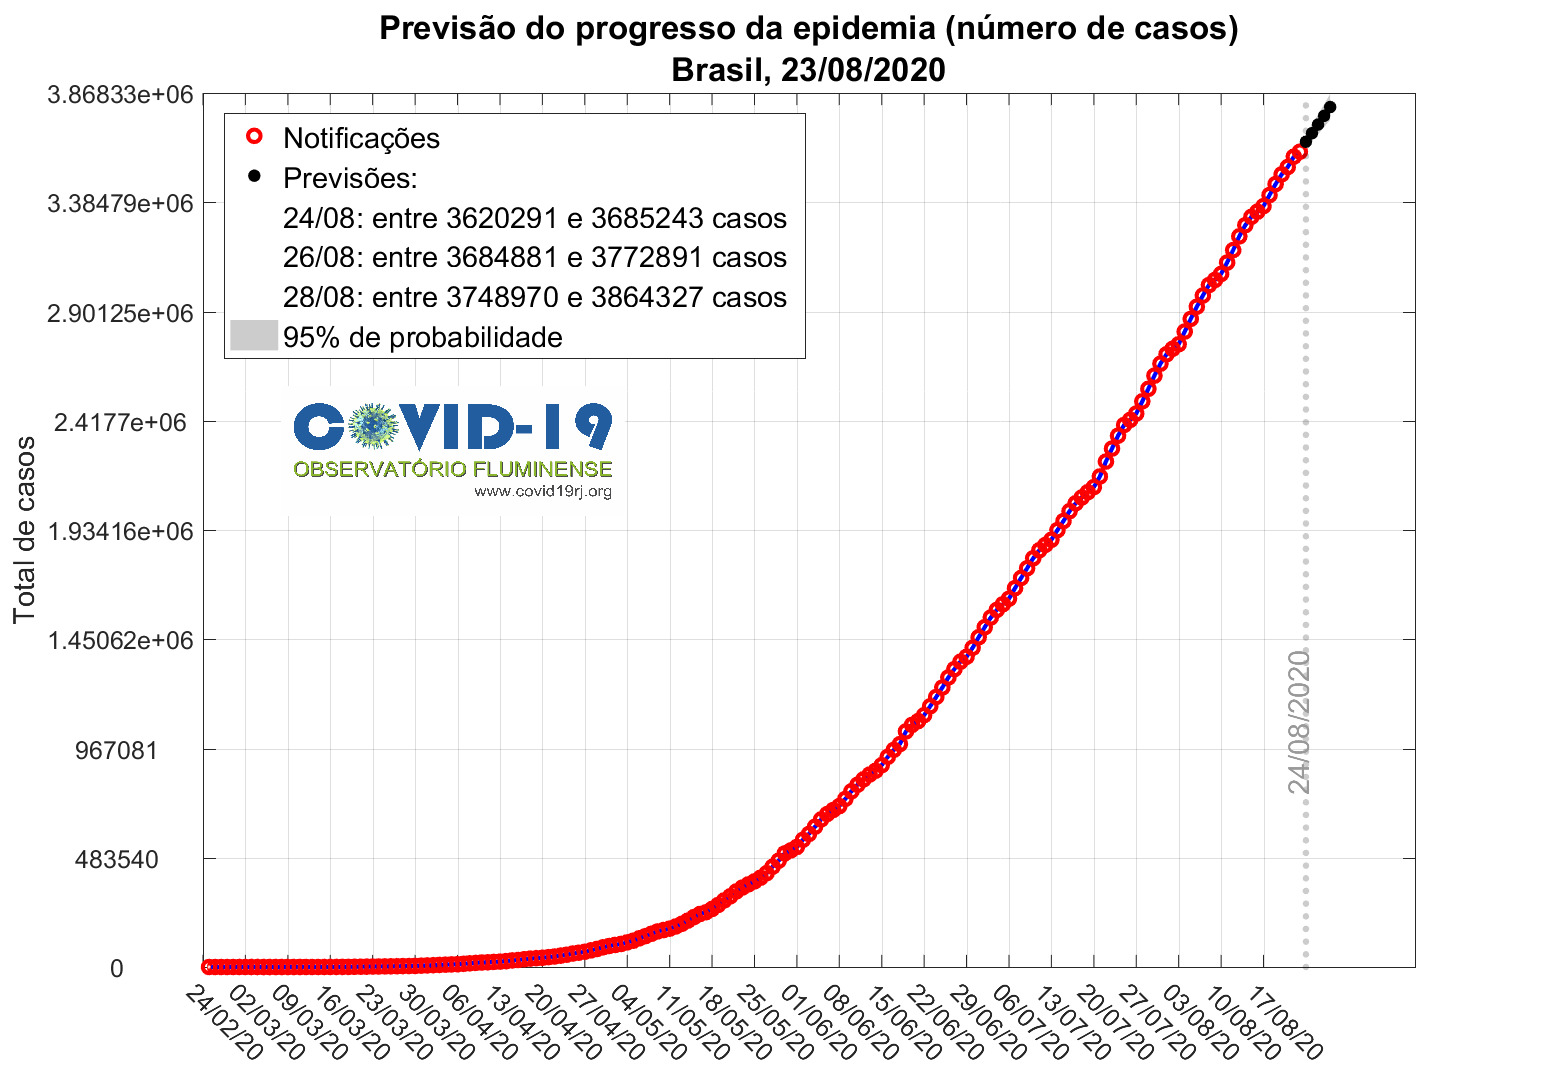 Previsão do progresso da epidemia (número de casos)
Brasil, 23/08/2020
3.86833e+06
3.38479e+06
2.90125e+06
2.4177e+06
1.93416e+06
1.45062e+06
967081
483540
0
Total de casos
Notificações
Previsões:
24/08: entre 3620291 e 3685243 casos
26/08: entre 3684881 e 3772891 casos
28/08: entre 3748970 e 3864327 casos
95% de probabilidade
COVID-19
OBSERVATÓRIO FLUMINENSE
www.covid19rj.org
24/08/2020
24/02/20
02/03/20
09/03/20
16/03/20
23/03/20
30/03/20
06/04/20
13/04/20
20/04/20
27/04/20
04/05/20
11/05/20
18/05/20
25/05/20
01/06/20
08/06/20
15/06/20
22/06/20
29/06/20
06/07/20
13/07/20
20/07/20
27/07/20
03/08/20
10/08/20
17/08/20